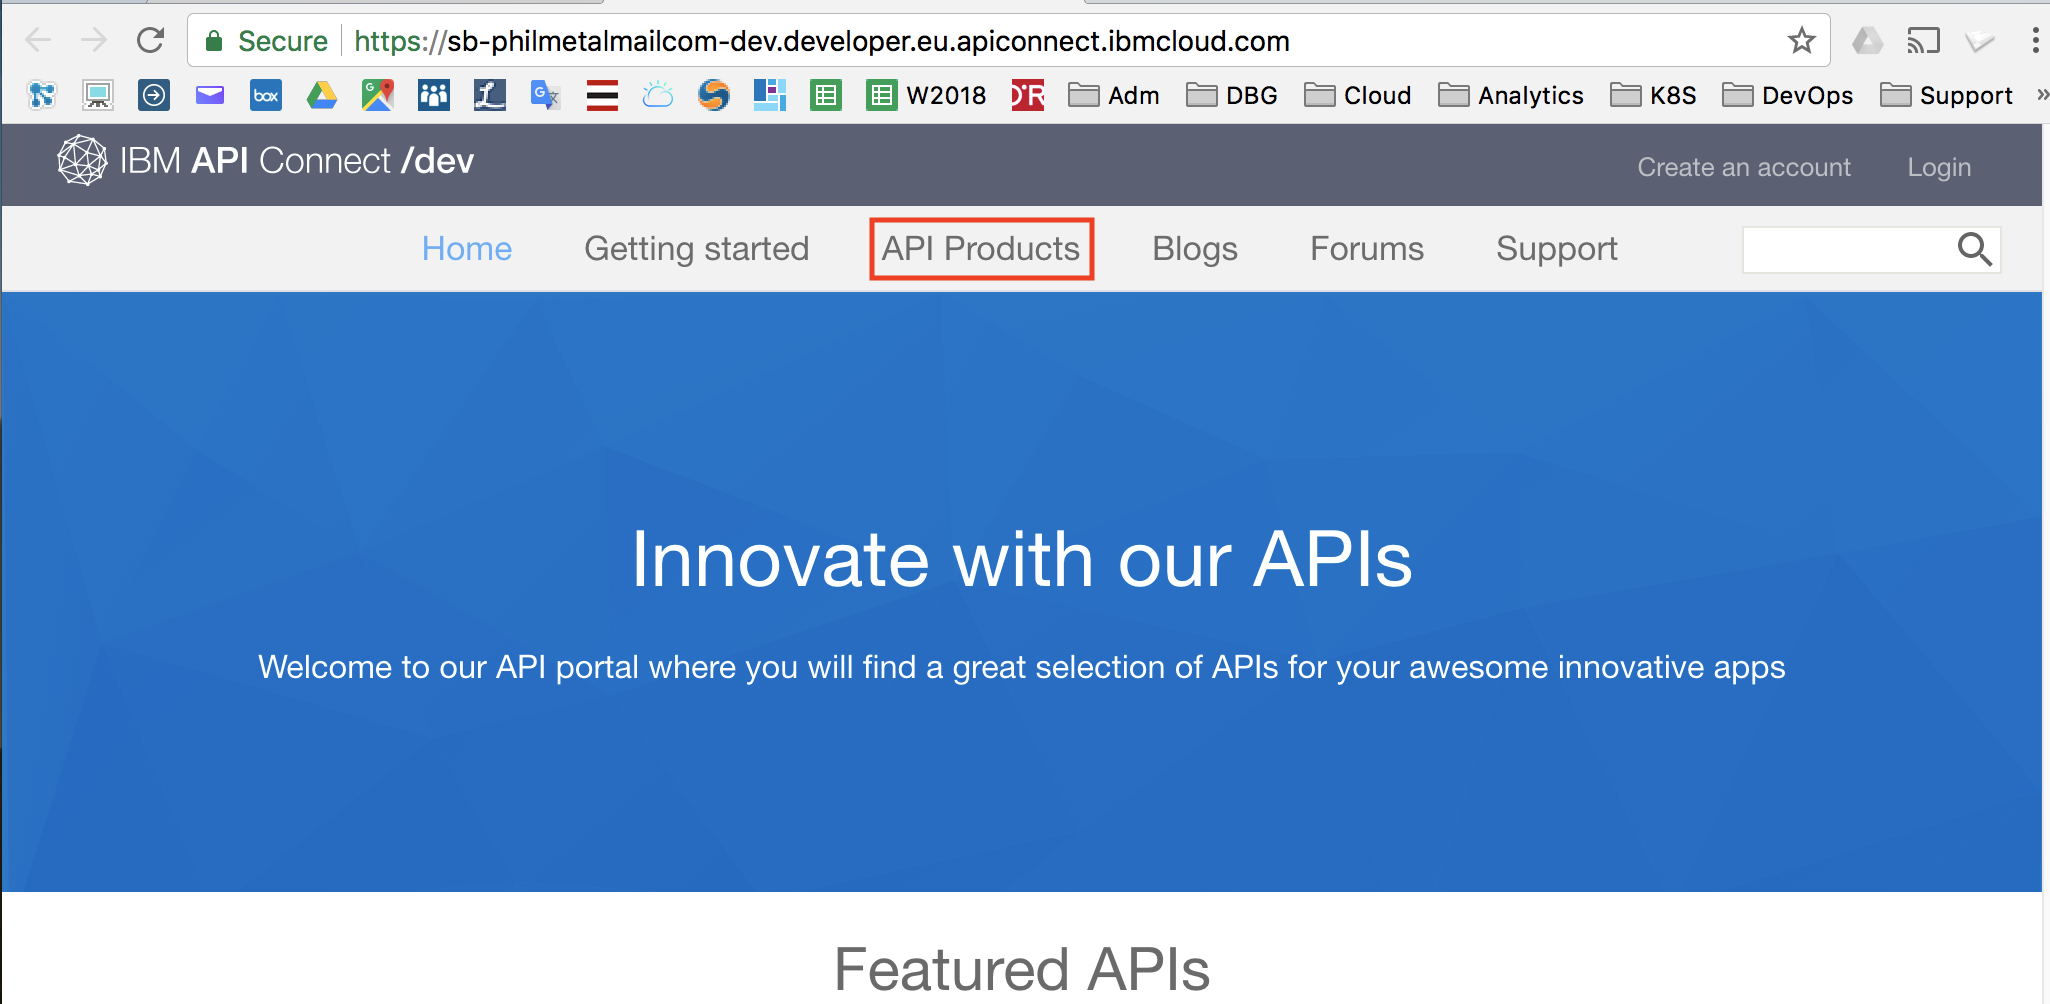 Secure https://sb-philmetalmailcom-dev.developer.eu.apiconnect.ibmcloud.com
box G L G W2018 D'R Adm DBG Cloud Analytics K8S DevOps Support »
IBM API Connect /dev
Create an account Login
Home Getting started API Products Blogs Forums Support
Innovate with our APIs
Welcome to our API portal where you will find a great selection of APIs for your awesome innovative apps
Featured APIs